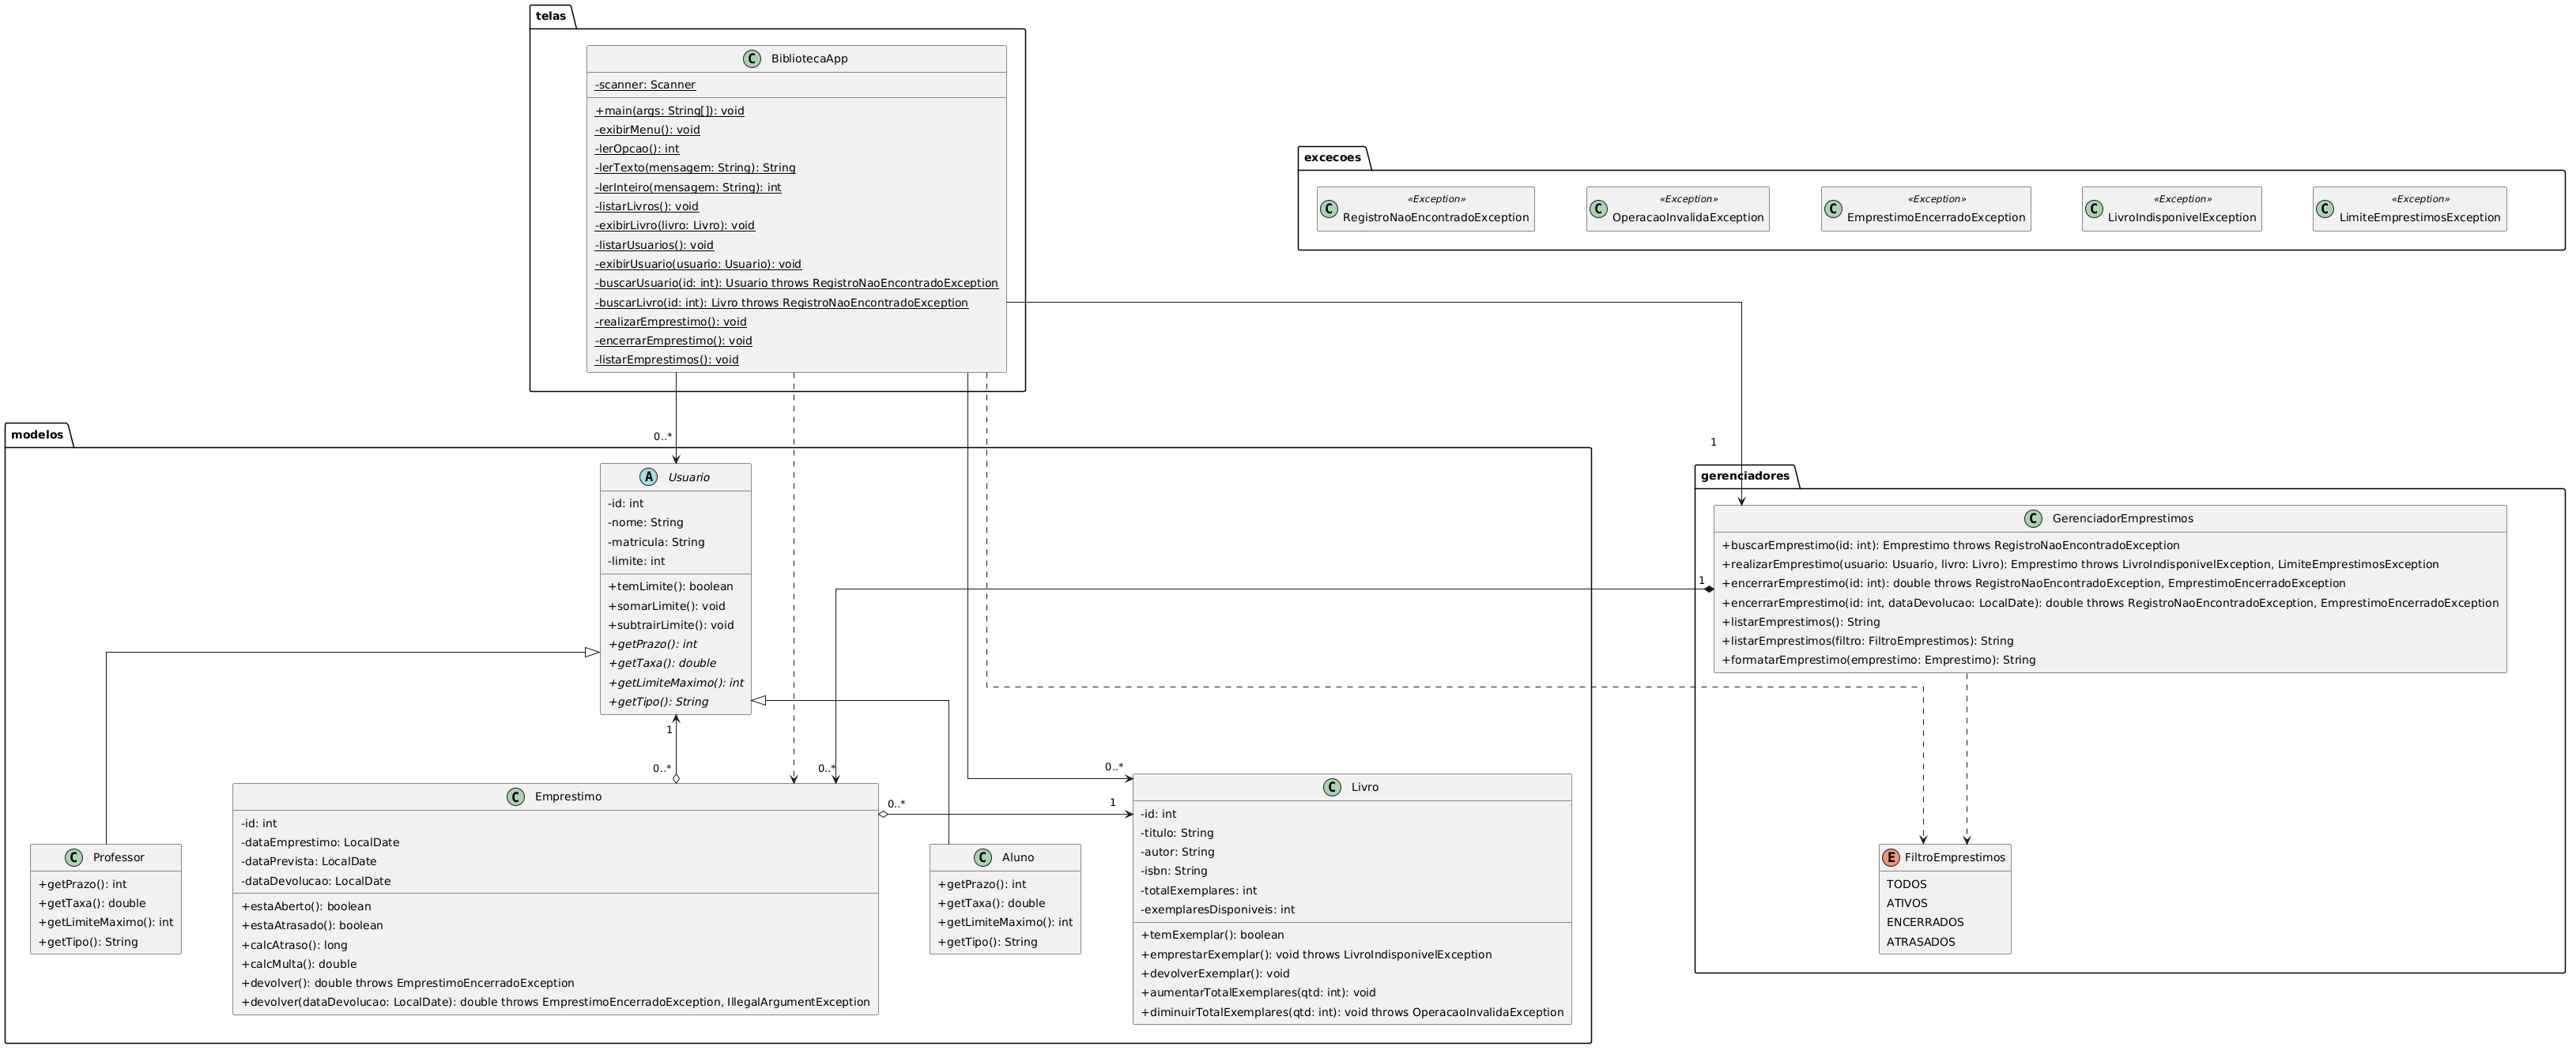 telas
BibliotecaApp
-scanner: Scanner
+main(args: String[]): void
-exibirMenu(): void
-lerOpcao(): int
-lerTexto(mensagem: String): String
-lerInteiro(mensagem: String): int
-listarLivros(): void
-exibirLivro(livro: Livro): void
-listarUsuarios(): void
-exibirUsuario(usuario: Usuario): void
-buscarUsuario(id: int): Usuario throws RegistroNaoEncontradoException
-buscarLivro(id: int): Livro throws RegistroNaoEncontradoException
-realizarEmprestimo(): void
-encerrarEmprestimo(): void
-listarEmprestimos(): void
excecoes
«Exception»
RegistroNaoEncontradoException
«Exception»
OperacaoInvalidaException
«Exception»
EmprestimoEncerradoException
«Exception»
LivroIndisponivelException
«Exception»
LimiteEmprestimosException
modelos
0..*
Usuario
-id: int
-nome: String
-matricula: String
-limite: int
+temLimite(): boolean
+somarLimite(): void
+subtrairLimite(): void
+getPrazo(): int
+getTaxa(): double
+getLimiteMaximo(): int
+getTipo(): String
1
0..*
0..*
1
gerenciadores
GerenciadorEmprestimos
+buscarEmprestimo(id: int): Emprestimo throws RegistroNaoEncontradoException
+realizarEmprestimo(usuario: Usuario, livro: Livro): Emprestimo throws LivroIndisponivelException, LimiteEmprestimosException
1
+encerrarEmprestimo(id: int): double throws RegistroNaoEncontradoException, EmprestimoEncerradoException
+encerrarEmprestimo(id: int, dataDevolucao: LocalDate): double throws RegistroNaoEncontradoException, EmprestimoEncerradoException
+listarEmprestimos(): String
+listarEmprestimos(filtro: FiltroEmprestimos): String
+formatarEmprestimo(emprestimo: Emprestimo): String
Professor
+getPrazo(): int
+getTaxa(): double
+getLimiteMaximo(): int
+getTipo(): String
Emprestimo
-id: int
-dataEmprestimo: LocalDate
-dataPrevista: LocalDate
-dataDevolucao: LocalDate
+estaAberto(): boolean
+estaAtrasado(): boolean
+calcAtraso(): long
+calcMulta(): double
+devolver(): double throws EmprestimoEncerradoException
+devolver(dataDevolucao: LocalDate): double throws EmprestimoEncerradoException, IllegalArgumentException
0..*
1
Aluno
+getPrazo(): int
+getTaxa(): double
+getLimiteMaximo(): int
+getTipo(): String
0..*
Livro
-id: int
-titulo: String
-autor: String
-isbn: String
-totalExemplares: int
-exemplaresDisponiveis: int
+temExemplar(): boolean
+emprestarExemplar(): void throws LivroIndisponivelException
+devolverExemplar(): void
+aumentarTotalExemplares(qtd: int): void
+diminuirTotalExemplares(qtd: int): void throws OperacaoInvalidaException
FiltroEmprestimos
TODOS
ATIVOS
ENCERRADOS
ATRASADOS